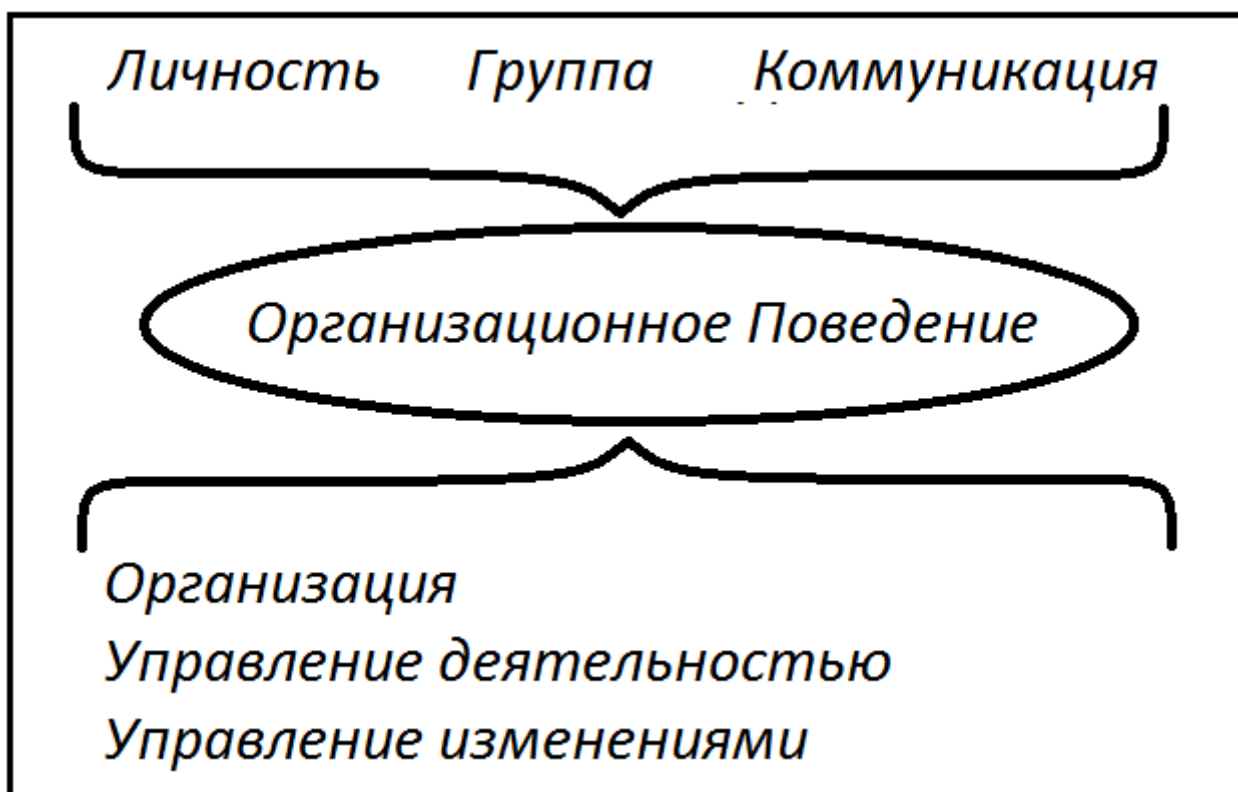 Личность Группа Коммуникация
Организационное Поведение
Организация
Управление деятельностью
Управление изменениями